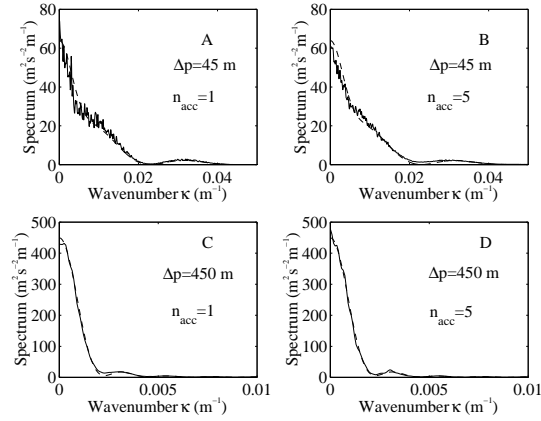 Spectrum (m²s⁻²m⁻¹)
80
60
40
20
0
A
Δp=45 m
n_acc=1
0
0.02
0.04
Wavenumber κ (m⁻¹)
Spectrum (m²s⁻²m⁻¹)
80
60
40
20
0
B
Δp=45 m
n_acc=5
0
0.02
0.04
Wavenumber κ (m⁻¹)
Spectrum (m²s⁻²m⁻¹)
500
400
300
200
100
0
C
Δp=450 m
n_acc=1
0
0.005
0.01
Wavenumber κ (m⁻¹)
Spectrum (m²s⁻²m⁻¹)
500
400
300
200
100
0
D
Δp=450 m
n_acc=5
0
0.005
0.01
Wavenumber κ (m⁻¹)